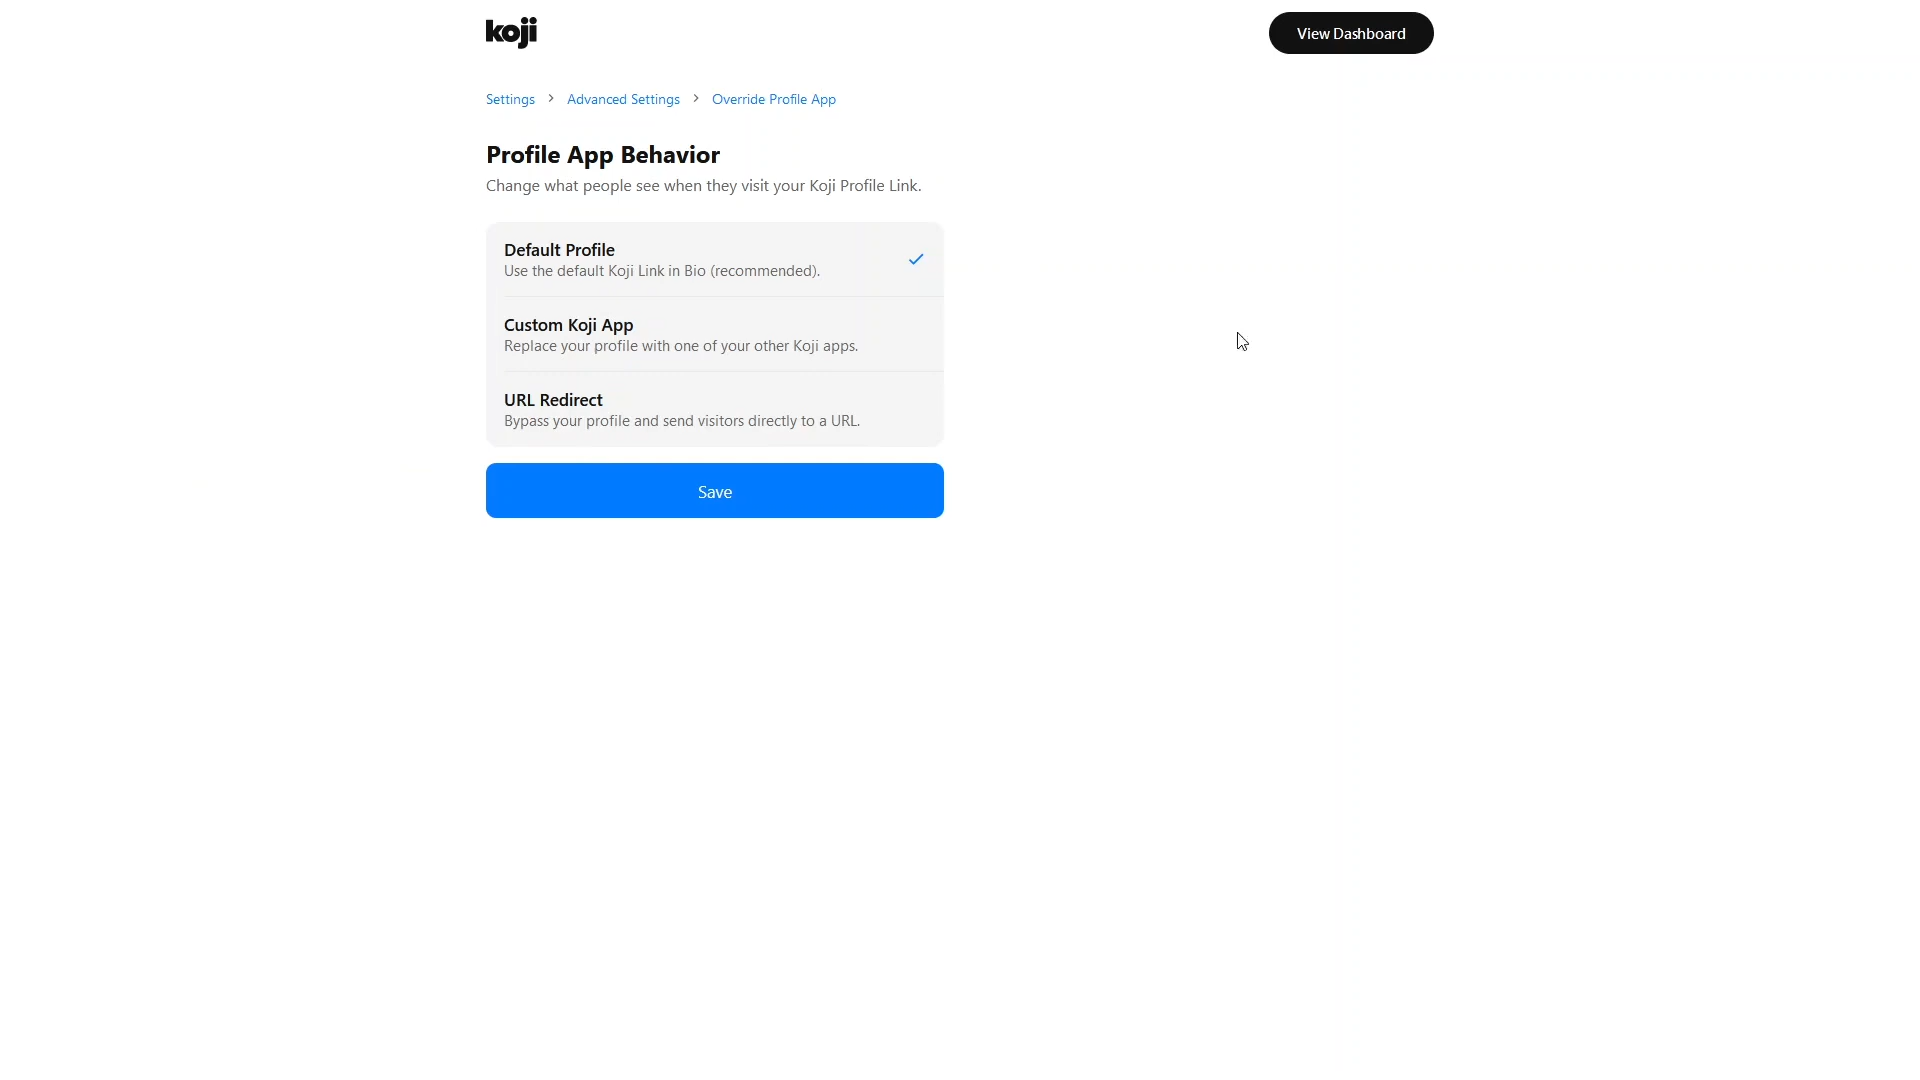 koji
View Dashboard
Settings > Advanced Settings > Override Profile App
Profile App Behavior
Change what people see when they visit your Koji Profile Link.
Default Profile
Use the default Koji Link in Bio (recommended).
Custom Koji App
Replace your profile with one of your other Koji apps.
URL Redirect
Bypass your profile and send visitors directly to a URL.
Save